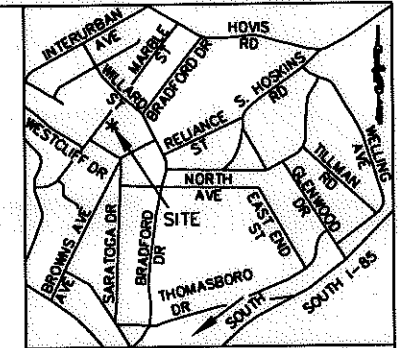 INTERURBAN
AVE
MARBLE
ST
HOVIS
RD
MILLARD
ST
BRADFORD DR
S. HOSKINS
RD
WESTCLIFF DR
RELIANCE
ST
MELLING
AVE
TILLMAN
RD
NORTH
AVE
GLENWOOD
DR
SITE
EAST END
ST
BROWNS AVE
AVE
SARATOGA DR
BRADFORD
DR
THOMASBORO
DR
SOUTH
SOUTH I-85